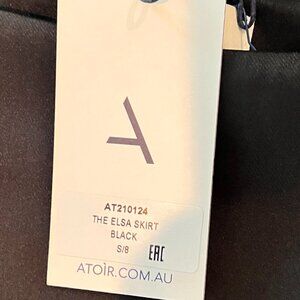 AT210124
THE ELSA SKIRT
BLACK
S/8 EAC
ATOIR.COM.AU